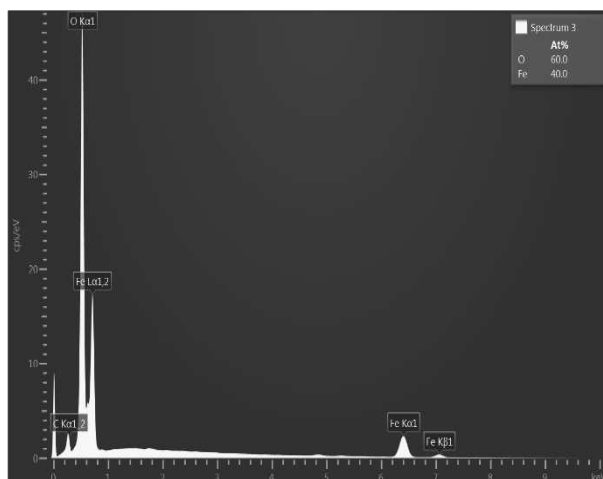 O Kα1
Spectrum 3
At%
O 60.0
Fe 40.0
40
30
cps/eV
20
Fe Lα1,2
10
C Kα1,2
Fe Kα1
Fe Kβ1
0
0 1 2 3 4 5 6 7 8 9